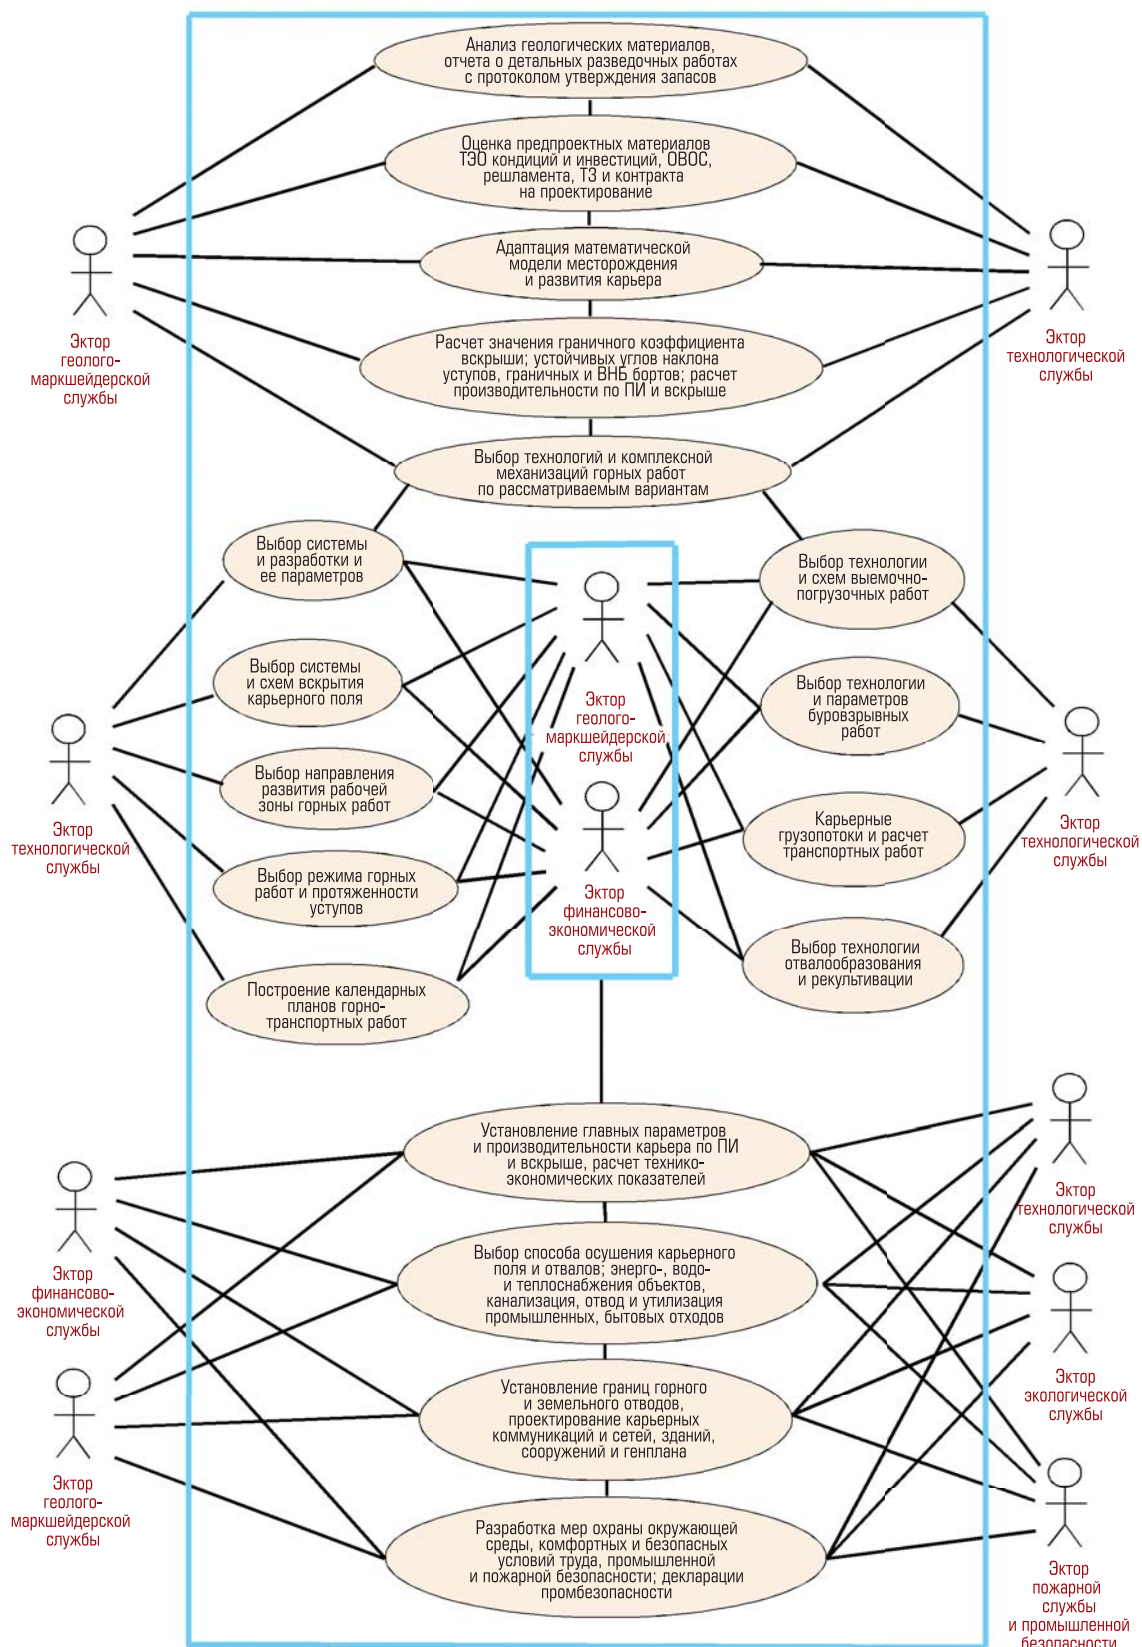 Анализ геологических материалов,
отчета о детальных разведочных работах
с протоколом утверждения запасов
Оценка предпроектных материалов
ТЭО кондиций и инвестиций, ОВОС,
решламента, ТЗ и контракта
на проектирование
Адаптация математической
модели месторождения
и развития карьера
Эктор
геолого-
маркшейдерской
службы
Расчет значения граничного коэффициента
вскрыши; устойчивых углов наклона
уступов, граничных и ВНБ бортов; расчет
производительности по ПИ и вскрыше
Эктор
технологической
службы
Выбор технологий и комплексной
механизаций горных работ
по рассматриваемым вариантам
Выбор системы
и разработки и
ее параметров
Выбор технологии
и схем выемочно-
погрузочных работ
Выбор системы
и схем вскрытия
карьерного поля
Эктор
геолого-
маркшейдерской
службы
Выбор технологии
и параметров
буровзрывных
работ
Выбор направления
развития рабочей
зоны горных работ
Эктор
технологической
службы
Карьерные
грузопотоки и расчет
транспортных работ
Эктор
технологической
службы
Выбор режима горных
работ и протяженности
уступов
Эктор
финансово-
экономической
службы
Выбор технологии
отвалообразования
и рекультивации
Построение календарных
планов горно-
транспортных работ
Установление главных параметров
и производительности карьера по ПИ
и вскрыше, расчет технико-
экономических показателей
Эктор
технологической
службы
Эктор
финансово-
экономической
службы
Выбор способа осушения карьерного
поля и отвалов; энерго-, водо-
и теплоснабжения объектов,
канализация, отвод и утилизация
промышленных, бытовых отходов
Эктор
экологической
службы
Установление границ горного
и земельного отводов,
проектирование карьерных
коммуникаций и сетей, зданий,
сооружений и генплана
Эктор
геолого-
маркшейдерской
службы
Разработка мер охраны окружающей
среды, комфортных и безопасных
условий труда, промышленной
и пожарной безопасности; декларации
промбезопасности
Эктор
пожарной
службы
и промышленной
безопасности